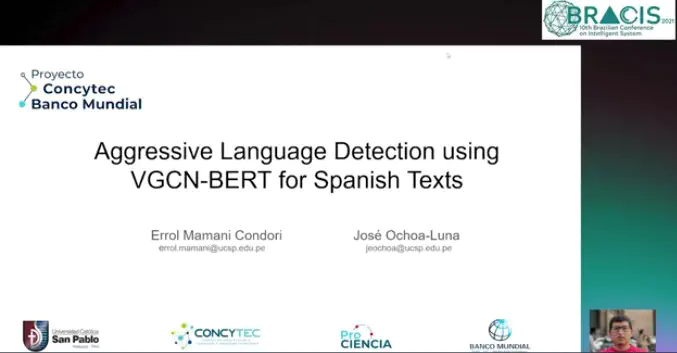 BRACIS 2021
10th Brazilian Conference
on Intelligent System
Proyecto
Concytec
Banco Mundial
Aggressive Language Detection using
VGCN-BERT for Spanish Texts
Errol Mamani Condori
José Ochoa-Luna
errol.mamani@ucsp.edu.pe
jeochoa@ucsp.edu.pe
Universidad Católica
San Pablo
CONCYTEC
Pro
CIENCIA
BANCO MUNDIAL